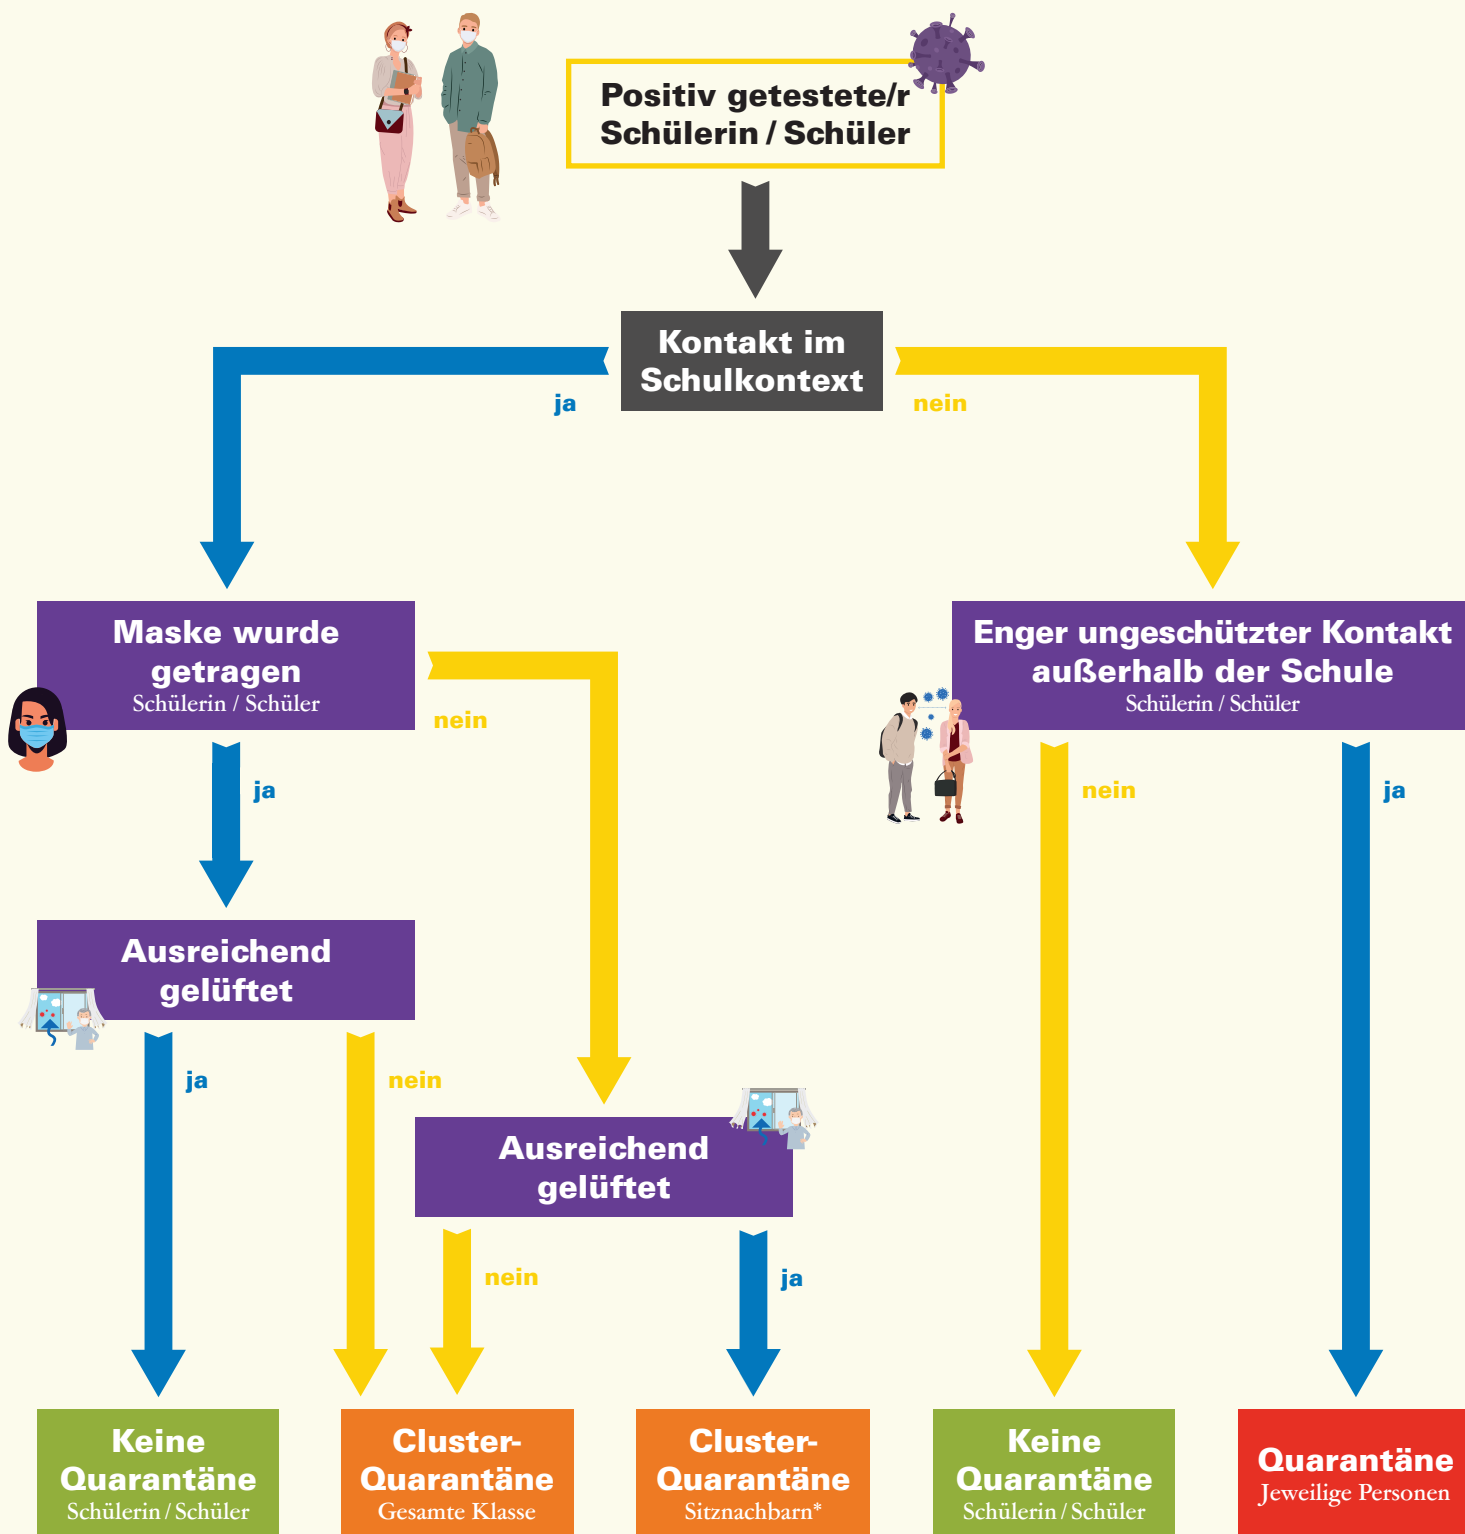 Positiv getestete/r
Schülerin / Schüler
Kontakt im
Schulkontext
ja
nein
Maske wurde
getragen
Schülerin / Schüler
nein
ja
Enger ungeschützter Kontakt
außerhalb der Schule
Schülerin / Schüler
nein
ja
Ausreichend
gelüftet
ja
nein
Ausreichend
gelüftet
nein
ja
Keine
Quarantäne
Schülerin / Schüler
Cluster-
Quarantäne
Gesamte Klasse
Cluster-
Quarantäne
Sitznachbarn*
Keine
Quarantäne
Schülerin / Schüler
Quarantäne
Jeweilige Personen